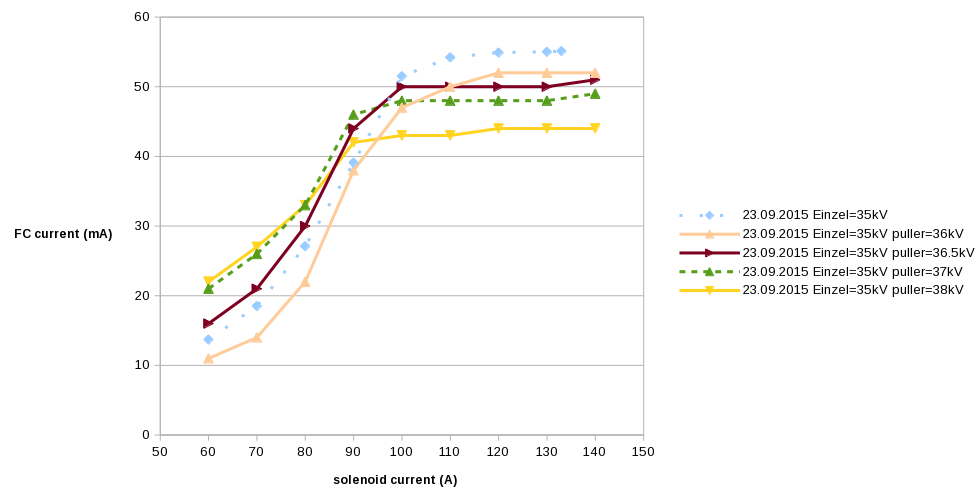 60
50
40
30
20
10
0
FC current (mA)
50 60 70 80 90 100 110 120 130 140 150
solenoid current (A)
23.09.2015 Einzel=35kV
23.09.2015 Einzel=35kV puller=36kV
23.09.2015 Einzel=35kV puller=36.5kV
23.09.2015 Einzel=35kV puller=37kV
23.09.2015 Einzel=35kV puller=38kV